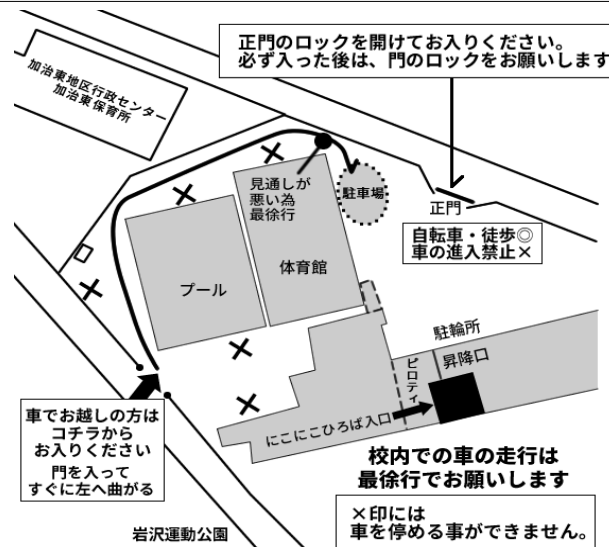 正門のロックを開けてお入りください。
必ず入った後は、門のロックをお願いします
加治東地区行政センター
加治東保育所
見通しが
悪い為
最徐行
駐車場
正門
自転車・徒歩◎
車の進入禁止×
プール
体育館
駐輪所
昇降口
ピロティ
にこにこひろば入口
車でお越しの方は
コチラから
お入りください
門を入って
すぐに左へ曲がる
校内での車の走行は
最徐行でお願いします
×印には
車を停める事ができません。
岩沢運動公園